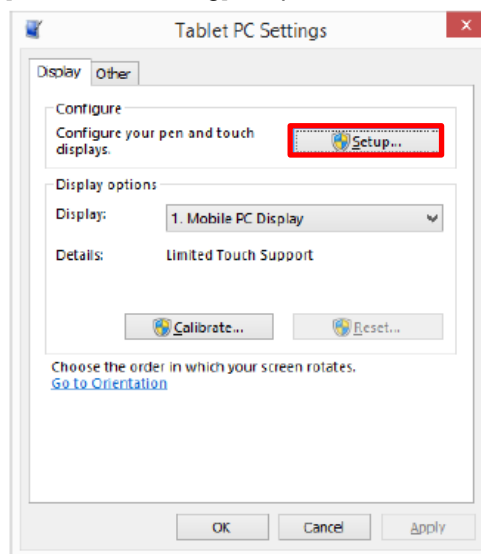 Tablet PC Settings
x
Display Other
Configure
Configure your pen and touch
displays.
Setup...
Display options
Display: 1. Mobile PC Display
Details: Limited Touch Support
Calibrate... Reset...
Choose the order in which your screen rotates.
Go to Orientation
OK Cancel Apply